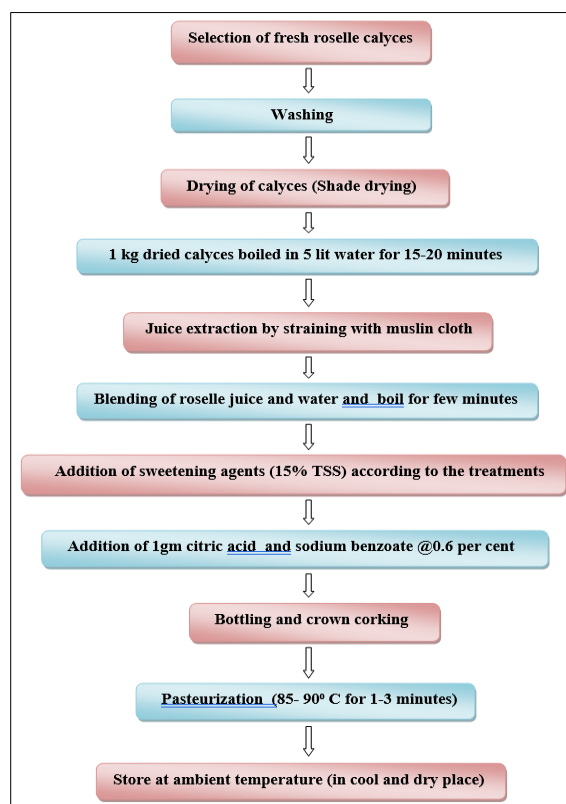 Selection of fresh roselle calyces
Washing
Drying of calyces (Shade drying)
1 kg dried calyces boiled in 5 lit water for 15-20 minutes
Juice extraction by straining with muslin cloth
Blending of roselle juice and water and  boil for few minutes
Addition of sweetening agents (15% TSS) according to the treatments
Addition of 1gm citric acid  and sodium benzoate @0.6 per cent
Bottling and crown corking
Pasteurization  (85- 90⁰ C for 1-3 minutes)
Store at ambient temperature (in cool and dry place)